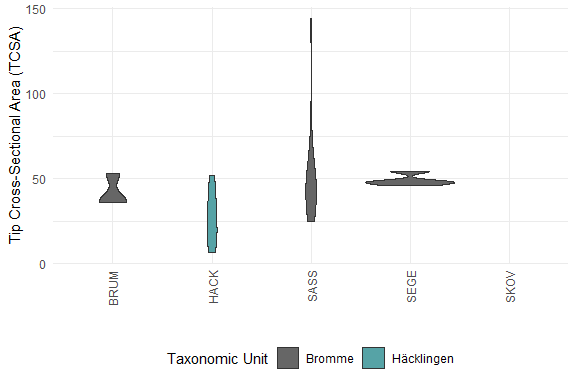 Tip Cross-Sectional Area (TCSA)
150
100
50
0
BRUM
HACK
SASS
SEGE
SKOV
Taxonomic Unit
Bromme
Häcklingen